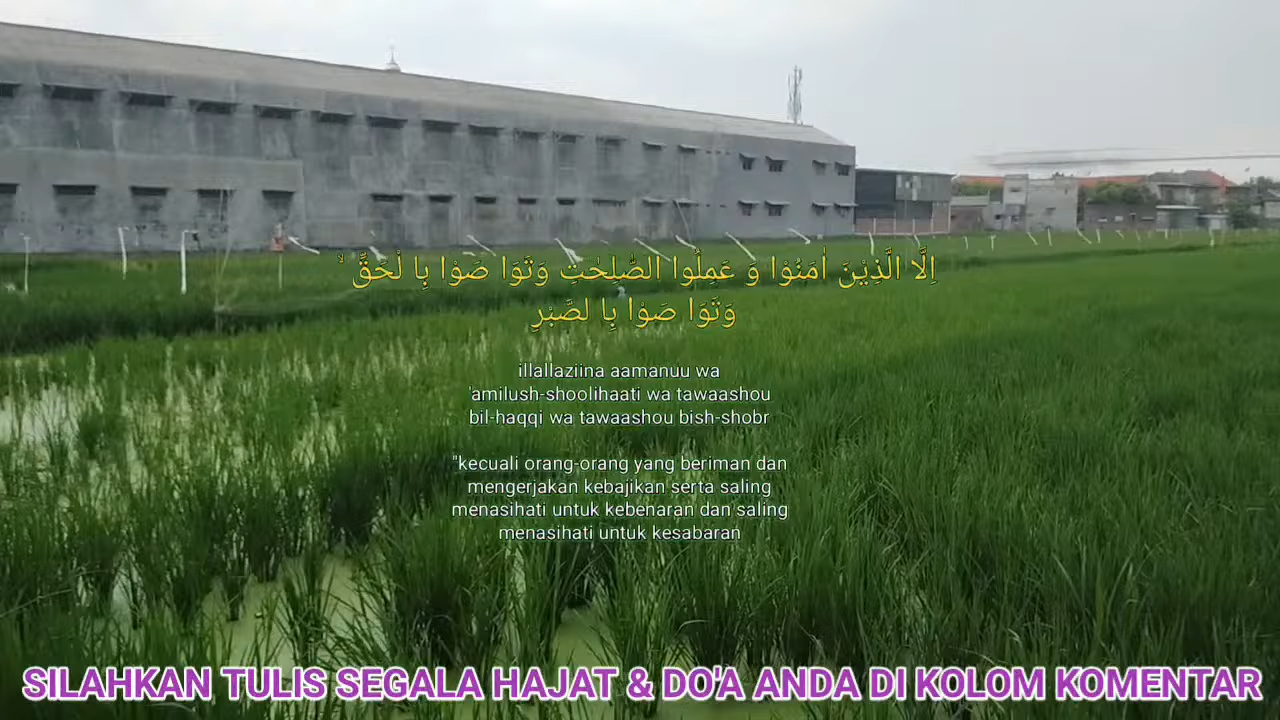 اِلَّا الَّذِيْنَ اٰمَنُوْا وَ عَمِلُوا الصّٰلِحٰتِ وَتَوَا صَوْا بِا لْحَقِّ ۙ
وَتَوَا صَوْا بِا لصَّبْرِ
illallaziina aamanuu wa
'amilush-shoolihaati wa tawaashou
bil-haqqi wa tawaashou bish-shobr
"kecuali orang-orang yang beriman dan
mengerjakan kebajikan serta saling
menasihati untuk kebenaran dan saling
menasihati untuk kesabaran
SILAHKAN TULIS SEGALA HAJAT & DO'A ANDA DI KOLOM KOMENTAR